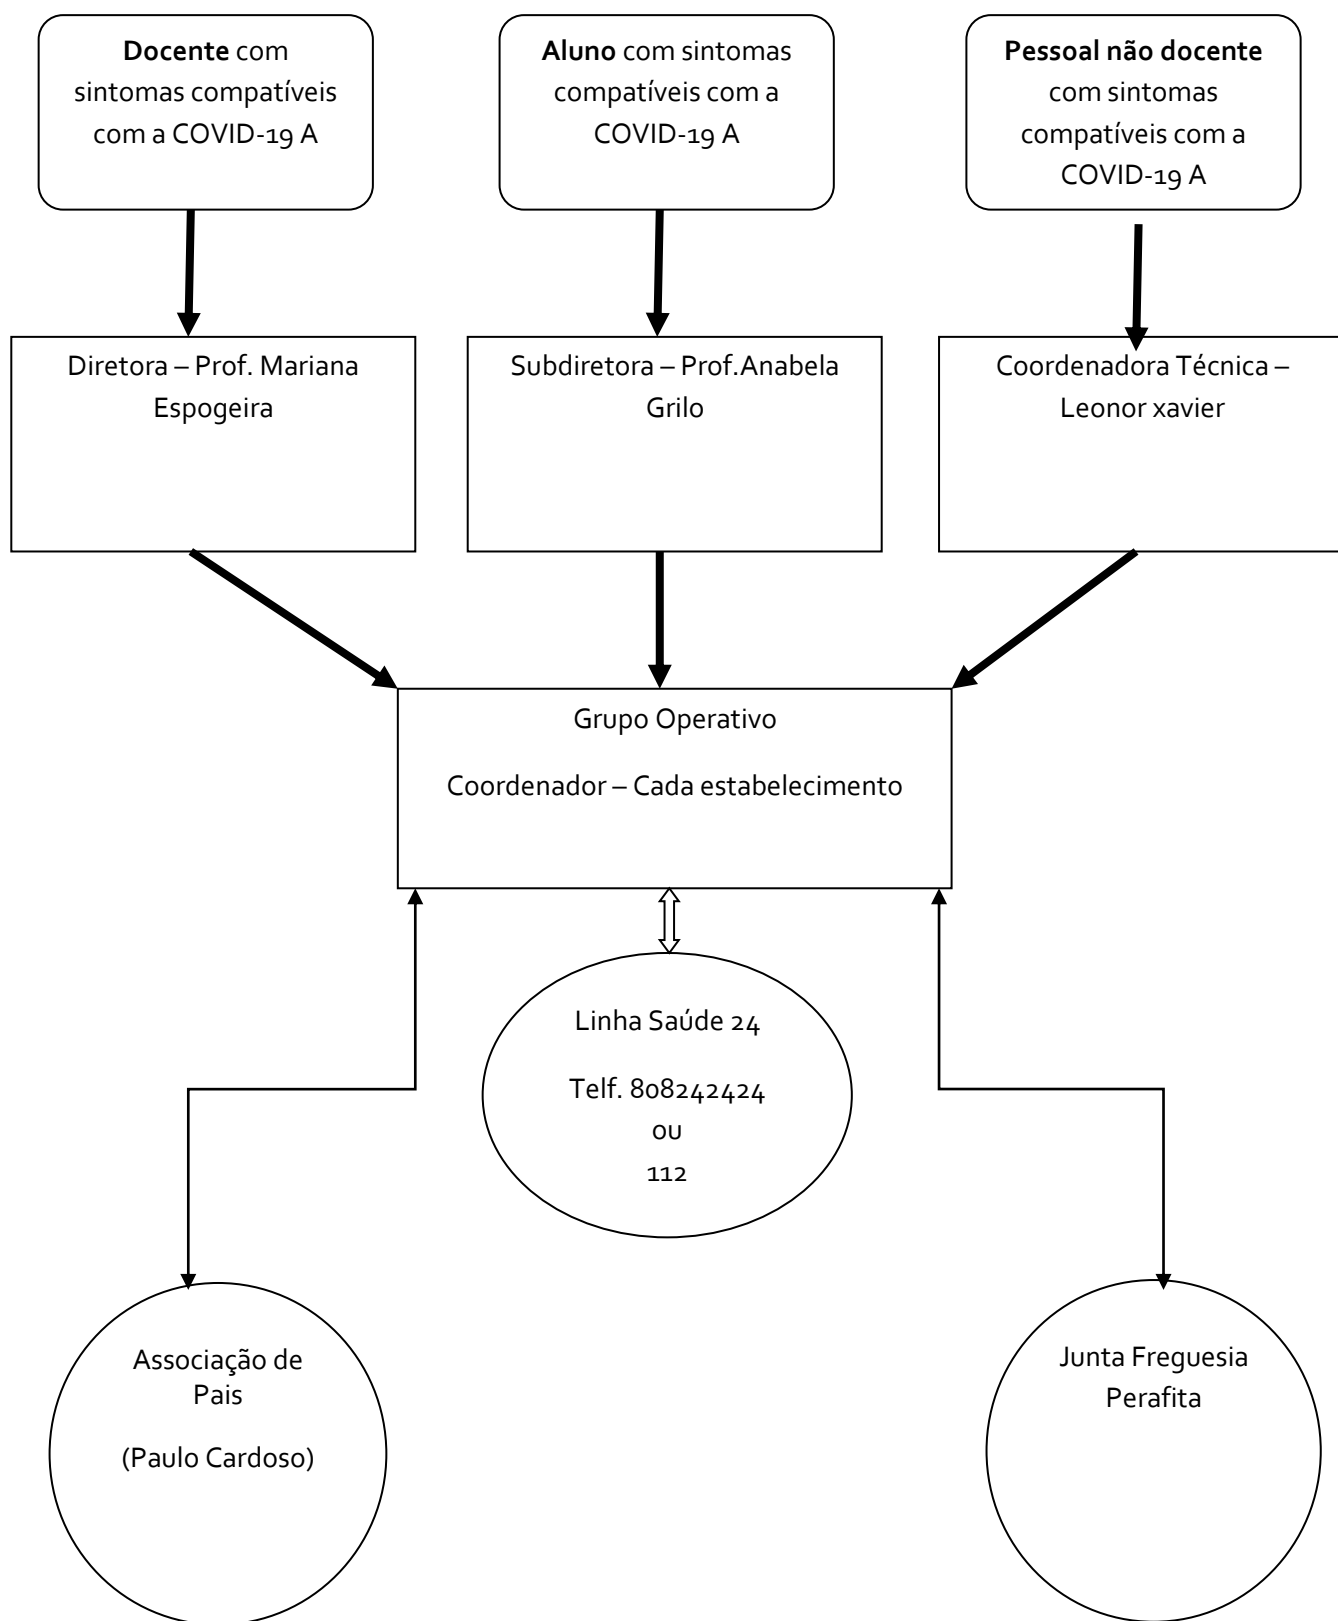 Docente com
sintomas compatíveis
com a COVID-19 A
Aluno com sintomas
compatíveis com a
COVID-19 A
Pessoal não docente
com sintomas
compatíveis com a
COVID-19 A
Diretora – Prof. Mariana
Espogeira
Subdiretora – Prof.Anabela
Grilo
Coordenadora Técnica –
Leonor xavier
Grupo Operativo
Coordenador – Cada estabelecimento
Linha Saúde 24
Telf. 808242424
ou
112
Associação de
Pais
(Paulo Cardoso)
Junta Freguesia
Perafita